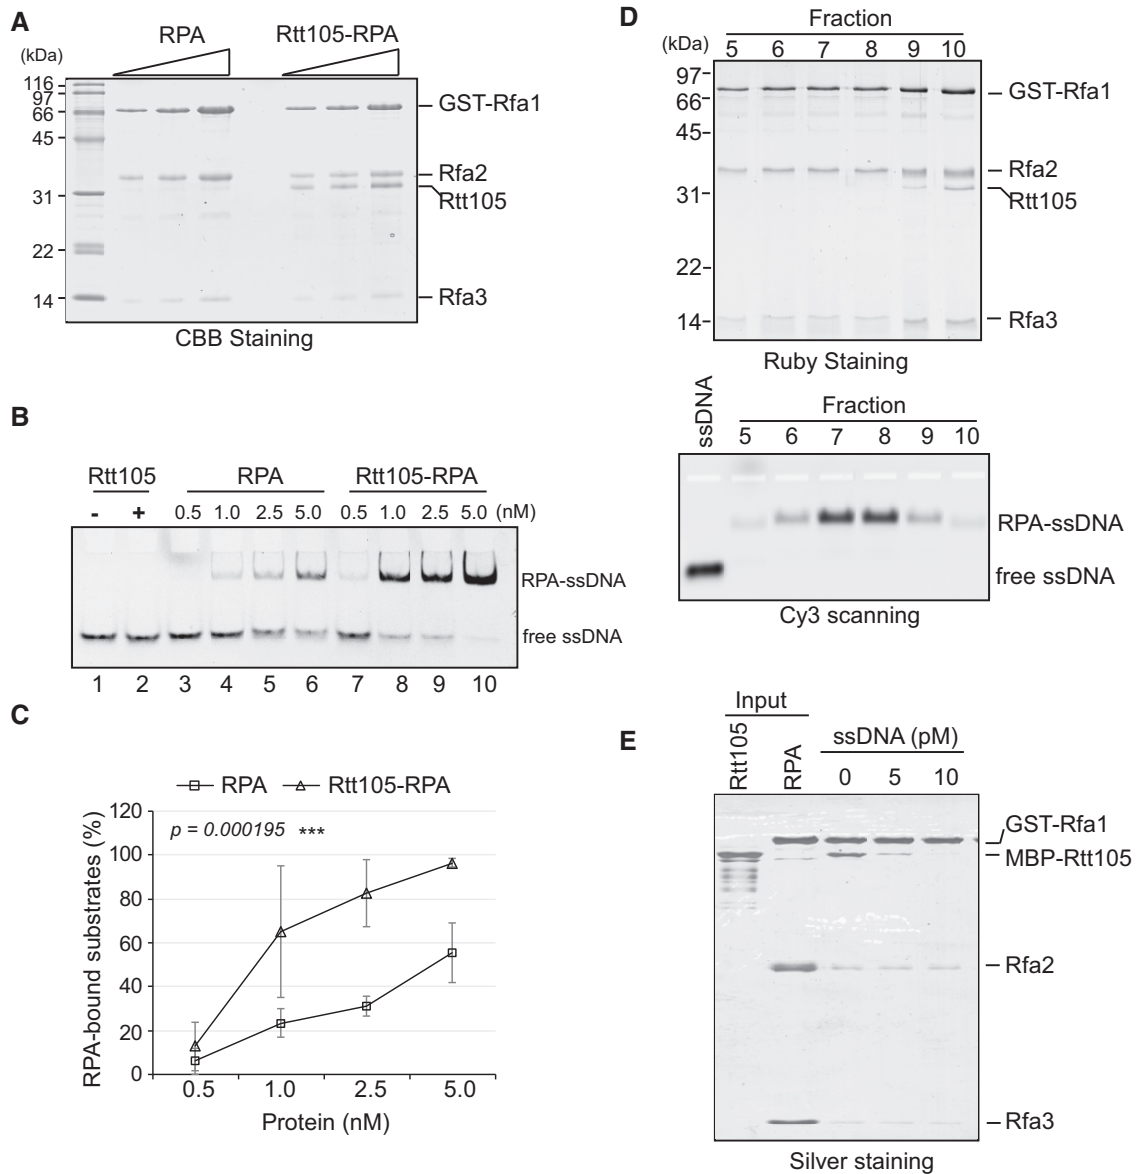 A
RPA Rtt105-RPA
(kDa)
116
97
66
45
31
22
14
GST-Rfa1
Rfa2
Rtt105
Rfa3
CBB Staining
B
Rtt105 RPA Rtt105-RPA
- + 0.5 1.0 2.5 5.0 0.5 1.0 2.5 5.0 (nM)
RPA-ssDNA
free ssDNA
1 2 3 4 5 6 7 8 9 10
C
RPA Rtt105-RPA
p = 0.000195 ***
RPA-bound substrates (%)
120
100
80
60
40
20
0
0.5 1.0 2.5 5.0
Protein (nM)
D
Fraction
(kDa) 5 6 7 8 9 10
97
66
45
31
22
14
GST-Rfa1
Rfa2
Rtt105
Rfa3
Ruby Staining
ssDNA
Fraction
5 6 7 8 9 10
RPA-ssDNA
free ssDNA
Cy3 scanning
E
Input
Rtt105
RPA
ssDNA (pM)
0 5 10
GST-Rfa1
MBP-Rtt105
Rfa2
Rfa3
Silver staining